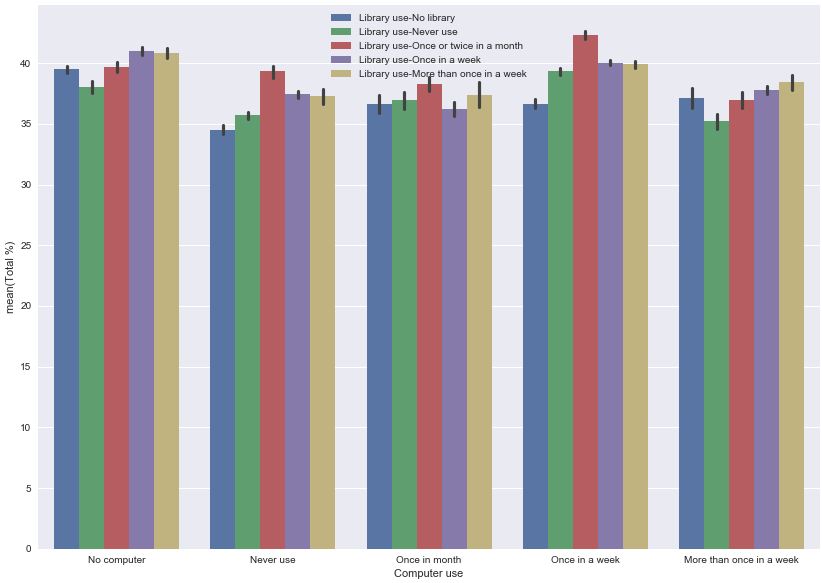 Library use-No library
Library use-Never use
Library use-Once or twice in a month
Library use-Once in a week
Library use-More than once in a week
mean(Total %)
40
35
30
25
20
15
10
5
0
No computer
Never use
Once in month
Once in a week
More than once in a week
Computer use